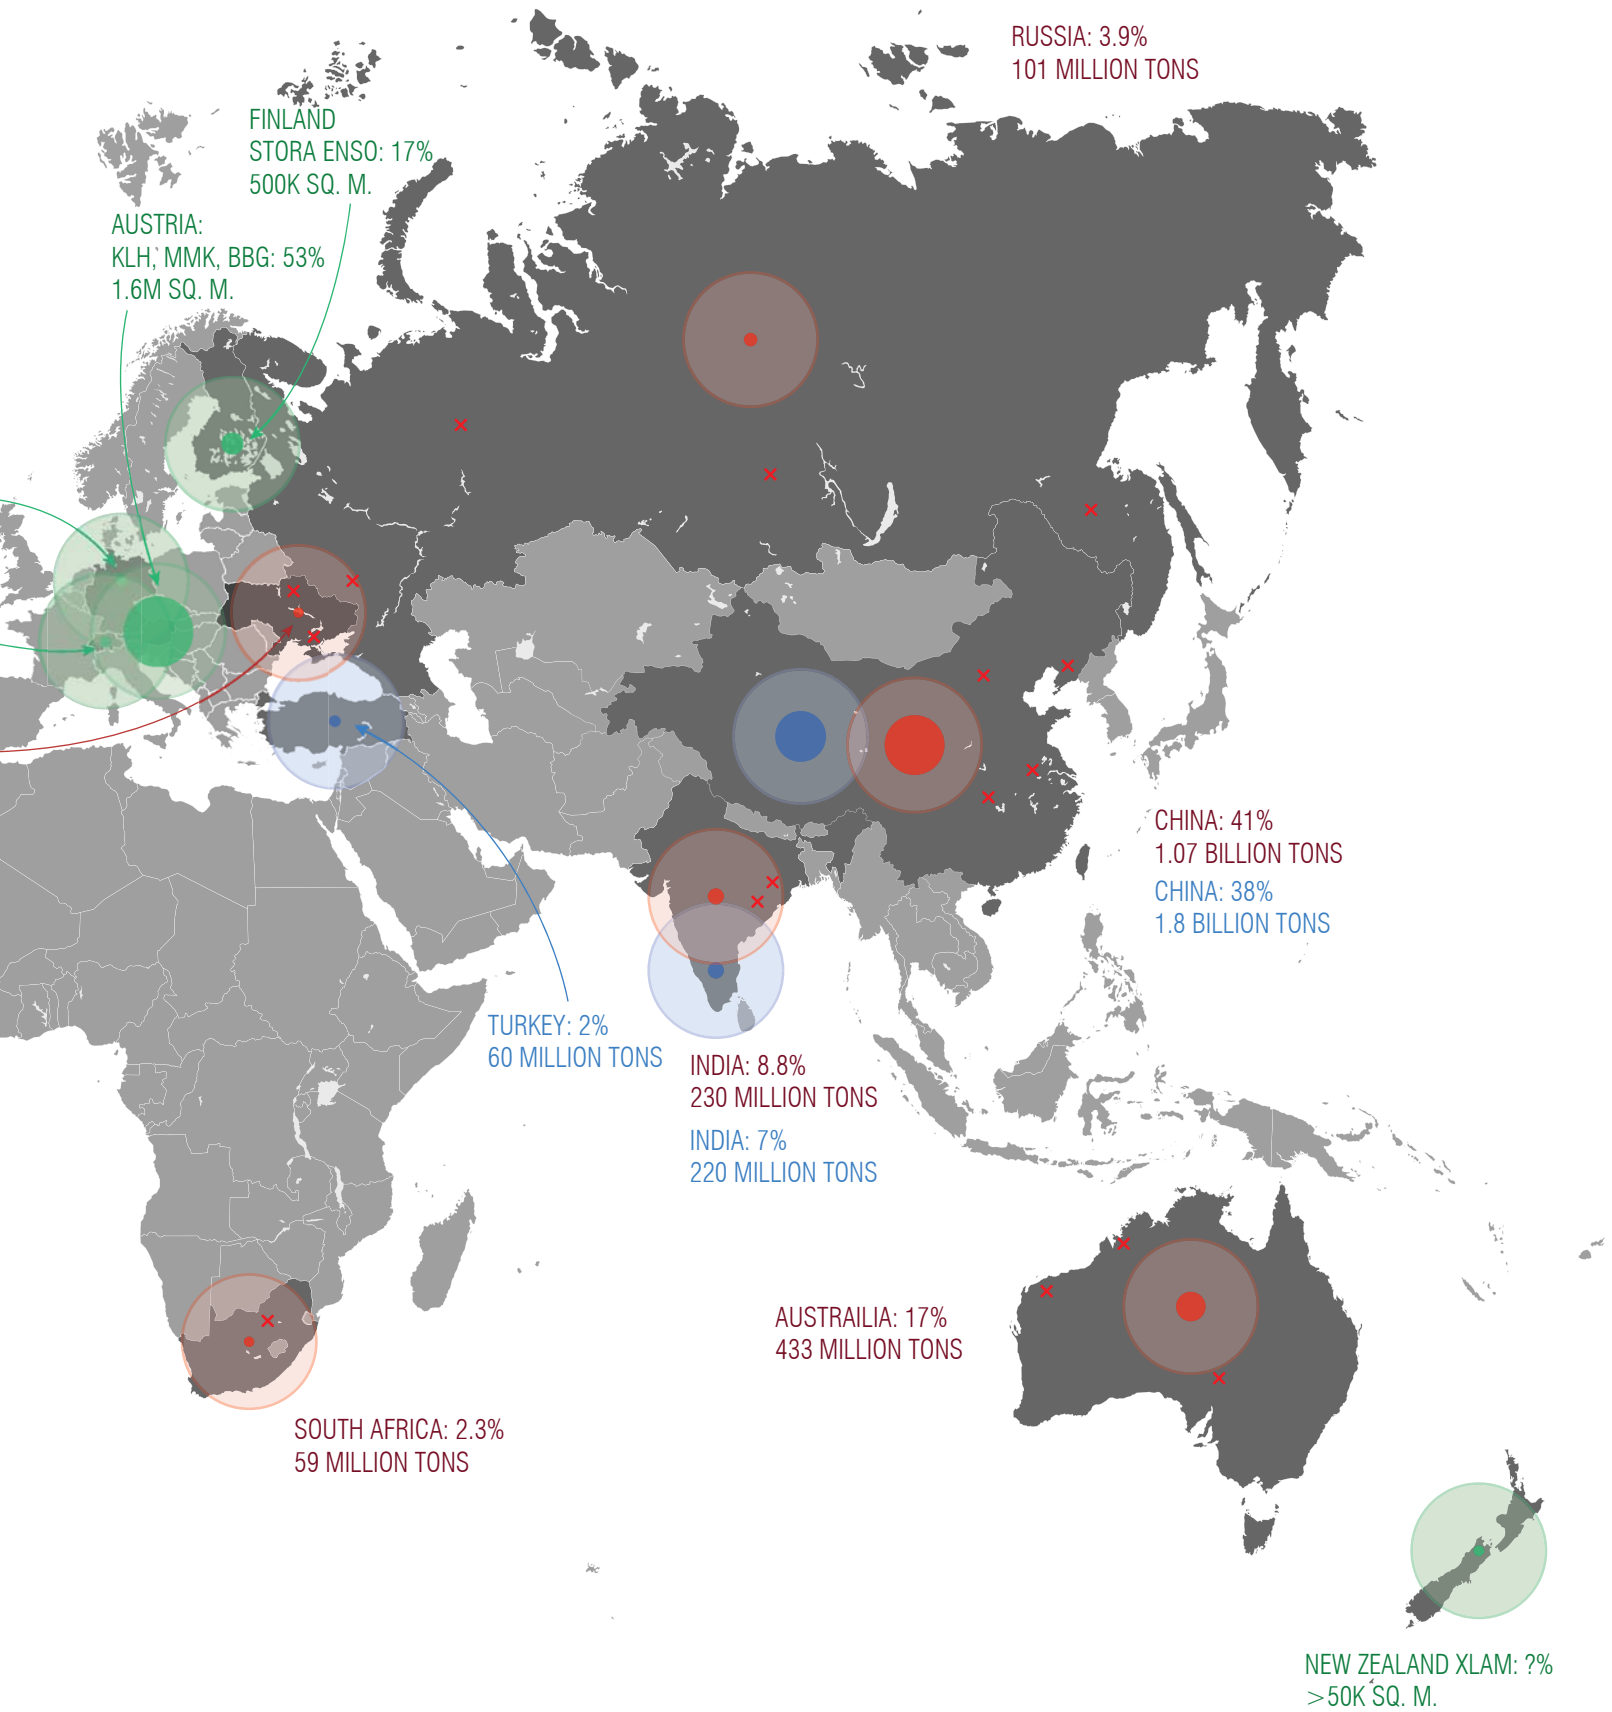 RUSSIA: 3.9%
101 MILLION TONS
FINLAND
STORA ENSO: 17%
500K SQ. M.
AUSTRIA:
KLH, MMK, BBG: 53%
1.6M SQ. M.
CHINA: 41%
1.07 BILLION TONS
CHINA: 38%
1.8 BILLION TONS
TURKEY: 2%
60 MILLION TONS
INDIA: 8.8%
230 MILLION TONS
INDIA: 7%
220 MILLION TONS
AUSTRAILIA: 17%
433 MILLION TONS
SOUTH AFRICA: 2.3%
59 MILLION TONS
NEW ZEALAND XLAM: ?%
>50K SQ. M.